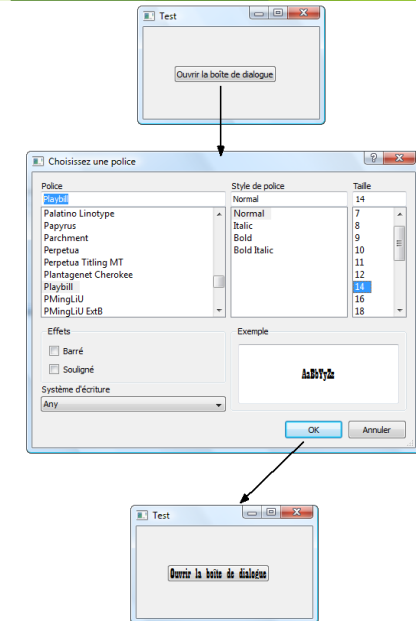 Test
Ouvrir la boîte de dialogue
Choisissez une police
Police
Style de police
Taille
Playbill
Normal
14
Palatino Linotype
Papyrus
Parchment
Perpetua
Perpetua Titling MT
Plantagenet Cherokee
Playbill
PMingLiU
PMingLiU ExtB
Normal
Italic
Bold
Bold Italic
7
8
9
10
11
12
14
16
18
Effets
Barré
Souligné
Exemple
AaBbYyZz
Système d'écriture
Any
OK
Annuler
Test
Ouvrir la boîte de dialogue